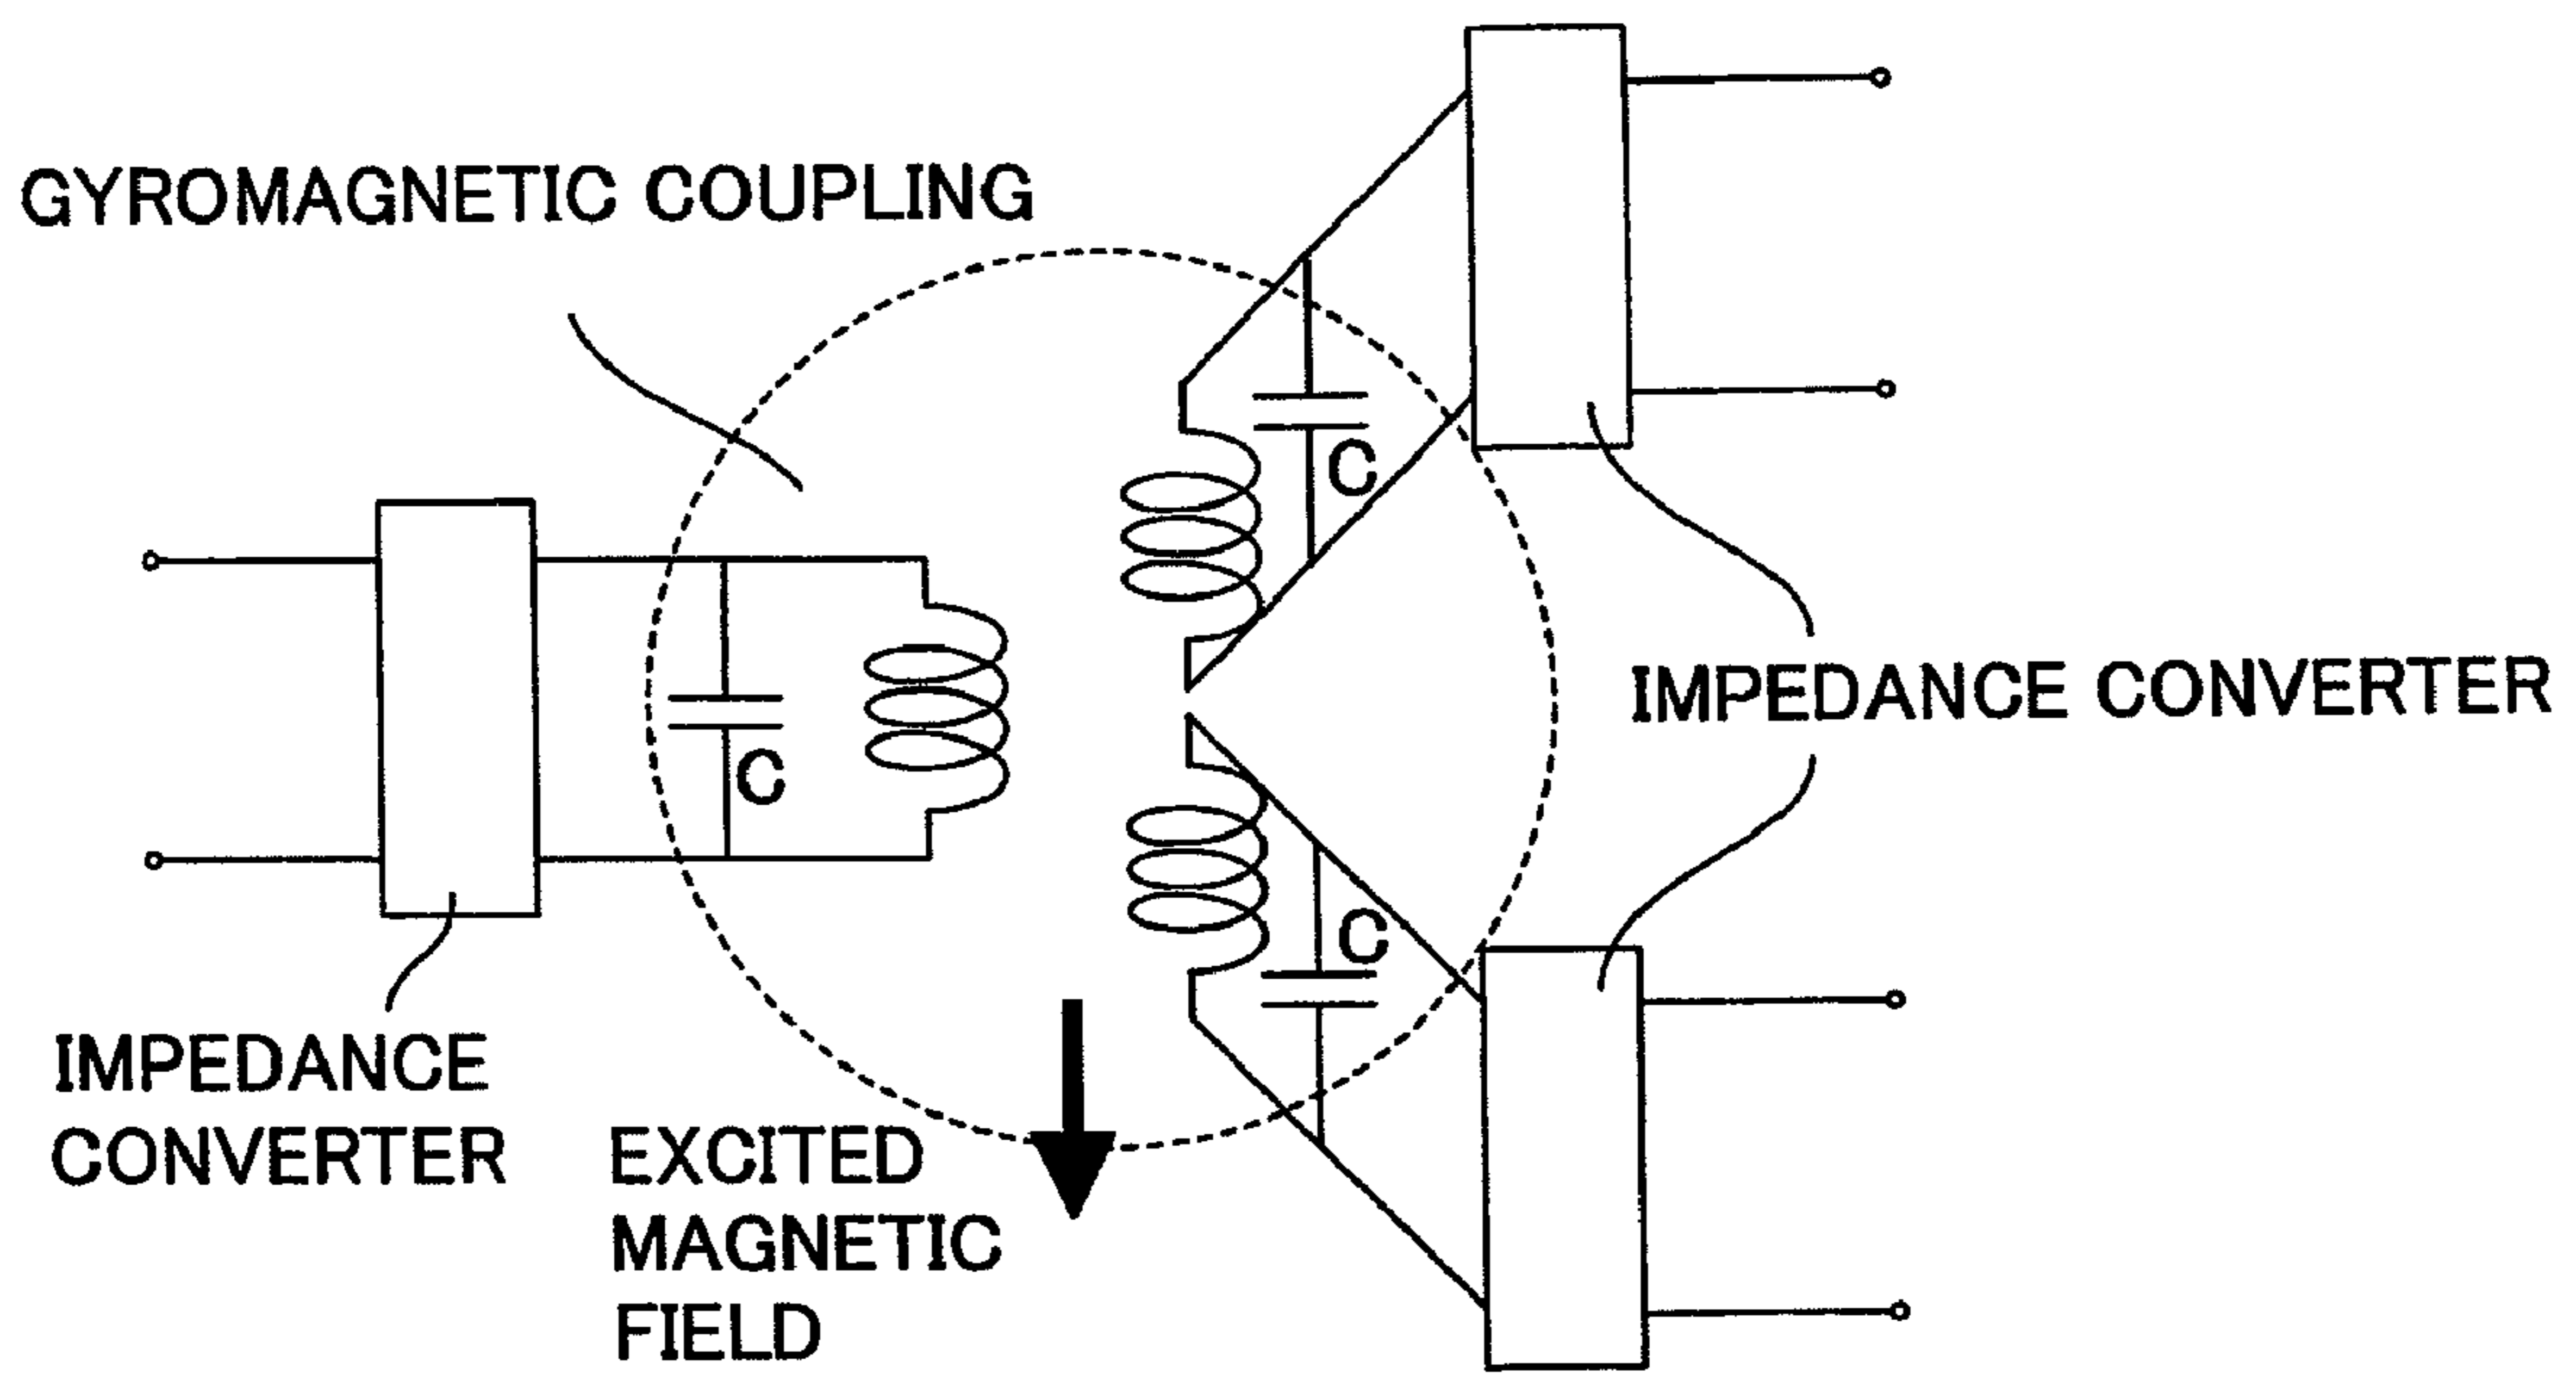 GYROMAGNETIC COUPLING
C
C
IMPEDANCE CONVERTER
C
IMPEDANCE
CONVERTER
EXCITED
MAGNETIC
FIELD